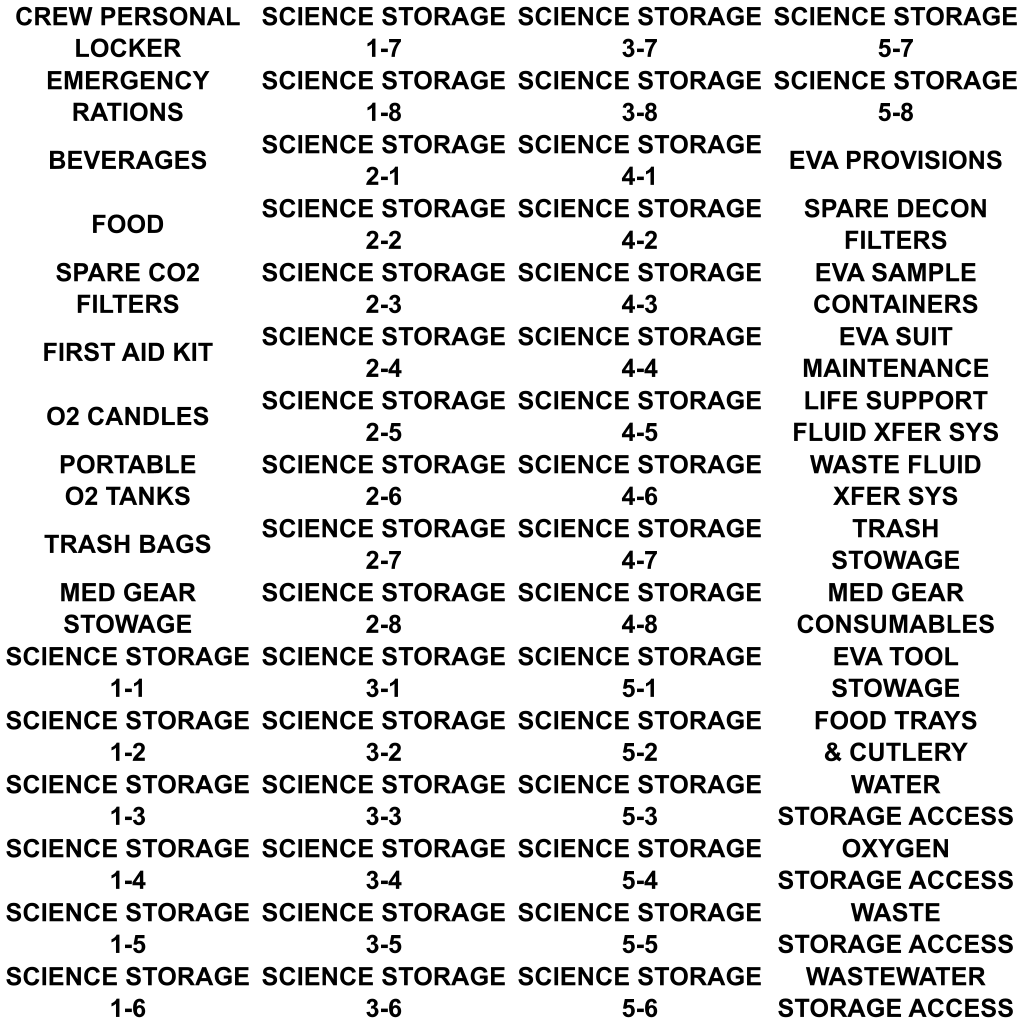 CREW PERSONAL
LOCKER
EMERGENCY
RATIONS
BEVERAGES
FOOD
SPARE CO2
FILTERS
FIRST AID KIT
O2 CANDLES
PORTABLE
O2 TANKS
TRASH BAGS
MED GEAR
STOWAGE
SCIENCE STORAGE
1-1
SCIENCE STORAGE
1-2
SCIENCE STORAGE
1-3
SCIENCE STORAGE
1-4
SCIENCE STORAGE
1-5
SCIENCE STORAGE
1-6
SCIENCE STORAGE
1-7
SCIENCE STORAGE
1-8
SCIENCE STORAGE
2-1
SCIENCE STORAGE
2-2
SCIENCE STORAGE
2-3
SCIENCE STORAGE
2-4
SCIENCE STORAGE
2-5
SCIENCE STORAGE
2-6
SCIENCE STORAGE
2-7
SCIENCE STORAGE
2-8
SCIENCE STORAGE
3-1
SCIENCE STORAGE
3-2
SCIENCE STORAGE
3-3
SCIENCE STORAGE
3-4
SCIENCE STORAGE
3-5
SCIENCE STORAGE
3-6
SCIENCE STORAGE
3-7
SCIENCE STORAGE
3-8
SCIENCE STORAGE
4-1
SCIENCE STORAGE
4-2
SCIENCE STORAGE
4-3
SCIENCE STORAGE
4-4
SCIENCE STORAGE
4-5
SCIENCE STORAGE
4-6
SCIENCE STORAGE
4-7
SCIENCE STORAGE
4-8
SCIENCE STORAGE
5-1
SCIENCE STORAGE
5-2
SCIENCE STORAGE
5-3
SCIENCE STORAGE
5-4
SCIENCE STORAGE
5-5
SCIENCE STORAGE
5-6
SCIENCE STORAGE
5-7
SCIENCE STORAGE
5-8
EVA PROVISIONS
SPARE DECON
FILTERS
EVA SAMPLE
CONTAINERS
EVA SUIT
MAINTENANCE
LIFE SUPPORT
FLUID XFER SYS
WASTE FLUID
XFER SYS
TRASH
STOWAGE
MED GEAR
CONSUMABLES
EVA TOOL
STOWAGE
FOOD TRAYS
& CUTLERY
WATER
STORAGE ACCESS
OXYGEN
STORAGE ACCESS
WASTE
STORAGE ACCESS
WASTEWATER
STORAGE ACCESS